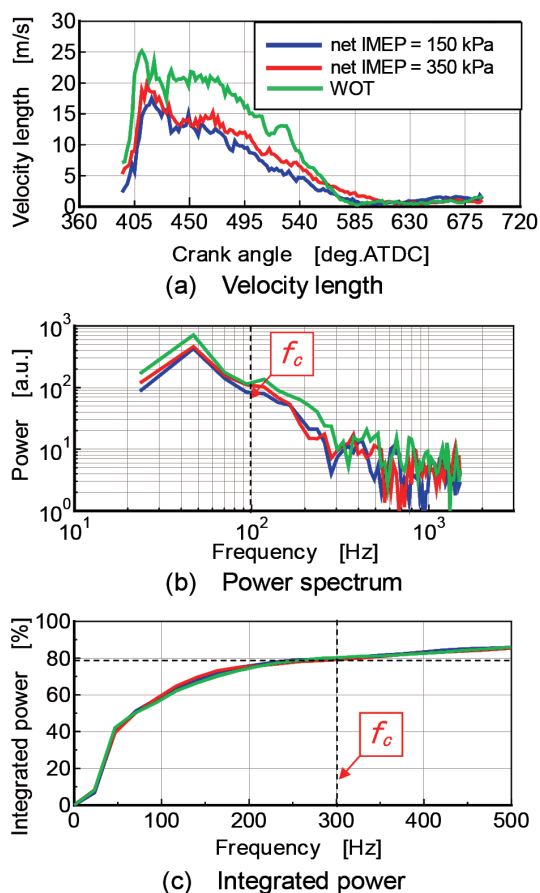 Velocity length [m/s]
30
25
20
15
10
5
0
net IMEP = 150 kPa
net IMEP = 350 kPa
WOT
360 405 450 495 540 585 630 675 720
Crank angle [deg.ATDC]
(a) Velocity length
Power [a.u.]
10³
10²
10¹
10⁰
f_c
10¹ 10² 10³
Frequency [Hz]
(b) Power spectrum
Integrated power [%]
100
80
60
40
20
0
f_c
0 100 200 300 400 500
Frequency [Hz]
(c) Integrated power